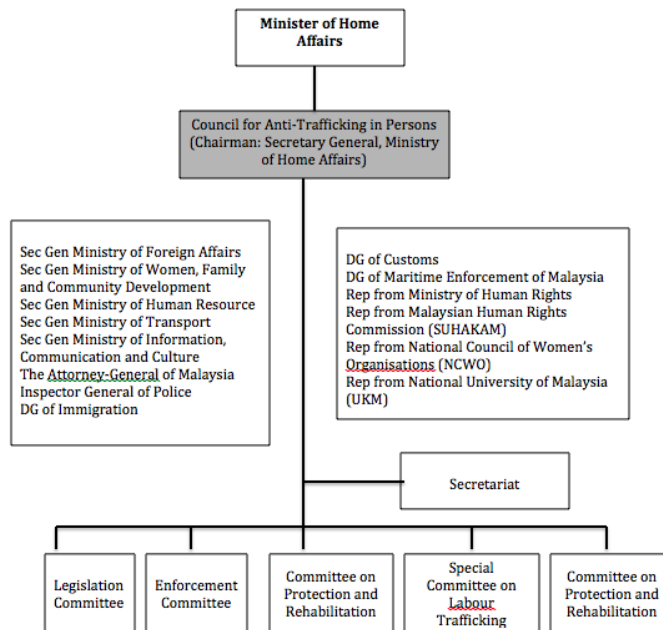 Minister of Home
Affairs
Council for Anti-Trafficking in Persons
(Chairman: Secretary General, Ministry
of Home Affairs)
Sec Gen Ministry of Foreign Affairs
Sec Gen Ministry of Women, Family
and Community Development
Sec Gen Ministry of Human Resource
Sec Gen Ministry of Transport
Sec Gen Ministry of Information,
Communication and Culture
The Attorney-General of Malaysia
Inspector General of Police
DG of Immigration
DG of Customs
DG of Maritime Enforcement of Malaysia
Rep from Ministry of Human Rights
Rep from Malaysian Human Rights
Commission (SUHAKAM)
Rep from National Council of Women's
Organisations (NCWO)
Rep from National University of Malaysia
(UKM)
Secretariat
Legislation
Committee
Enforcement
Committee
Committee on
Protection and
Rehabilitation
Special
Committee on
Labour
Trafficking
Committee on
Protection and
Rehabilitation